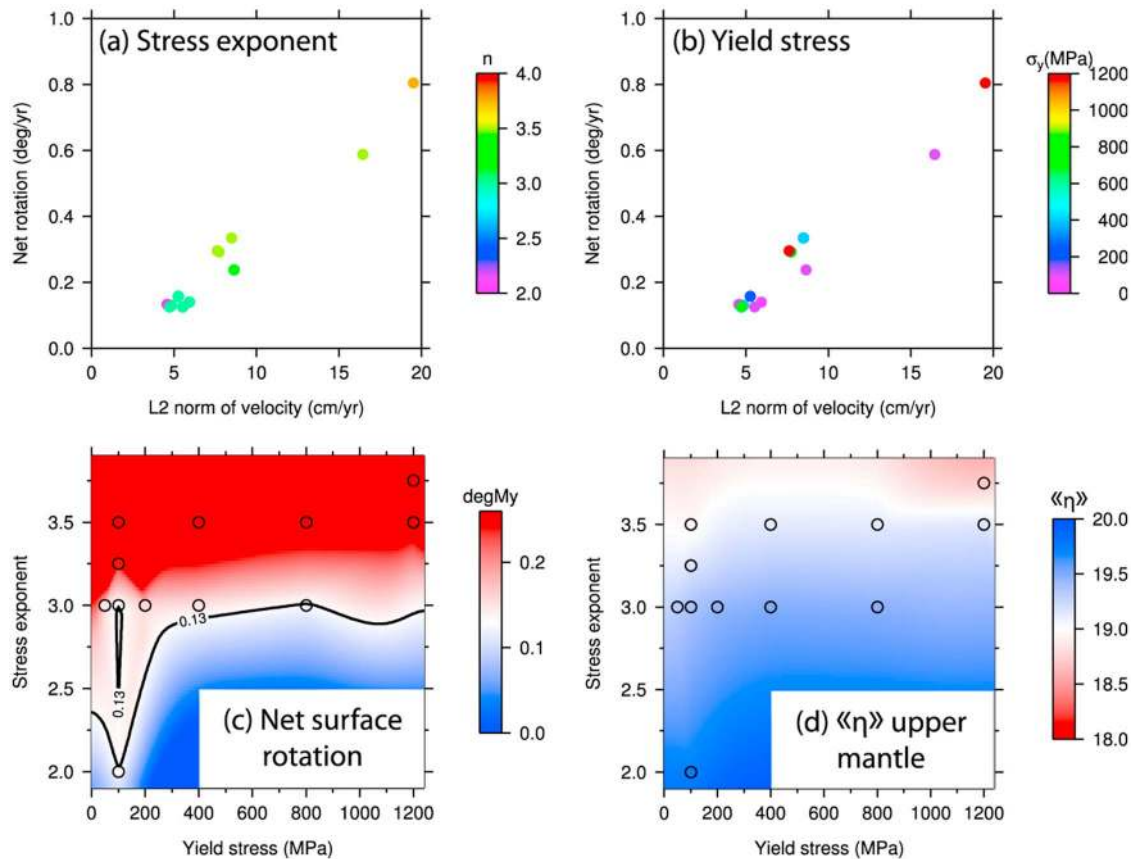 (a) Stress exponent
n
4.0
3.5
3.0
2.5
2.0
1.0
0.8
0.6
0.4
0.2
0.0
Net rotation (deg/yr)
0 5 10 15 20
L2 norm of velocity (cm/yr)
(b) Yield stress
σy(MPa)
1200
1000
800
600
400
200
0
1.0
0.8
0.6
0.4
0.2
0.0
Net rotation (deg/yr)
0 5 10 15 20
L2 norm of velocity (cm/yr)
degMy
0.2
0.1
0.0
3.5
3.0
2.5
2.0
Stress exponent
0.13
0.13
(c) Net surface
rotation
0 200 400 600 800 1000 1200
Yield stress (MPa)
«η»
20.0
19.5
19.0
18.5
18.0
3.5
3.0
2.5
2.0
Stress exponent
(d) «η» upper
mantle
0 200 400 600 800 1000 1200
Yield stress (MPa)